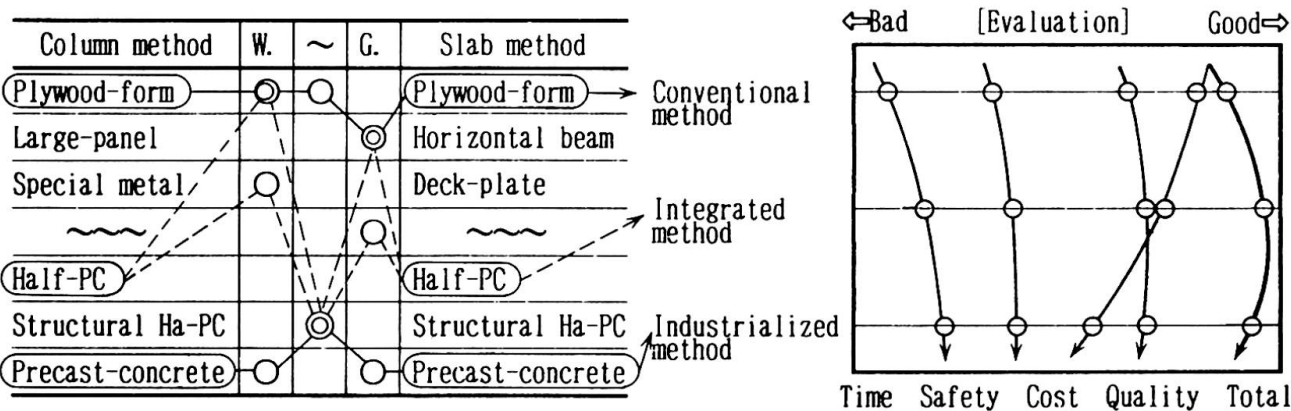 Column method W. ~ G. Slab method
Plywood-form Plywood-form
Large-panel Horizontal beam
Special metal Deck-plate
~~~ ~~~
Half-PC Half-PC
Structural Ha-PC Structural Ha-PC
Precast-concrete Precast-concrete
Conventional
method
Integrated
method
Industrialized
method
⇐Bad [Evaluation] Good⇒
Time Safety Cost Quality Total